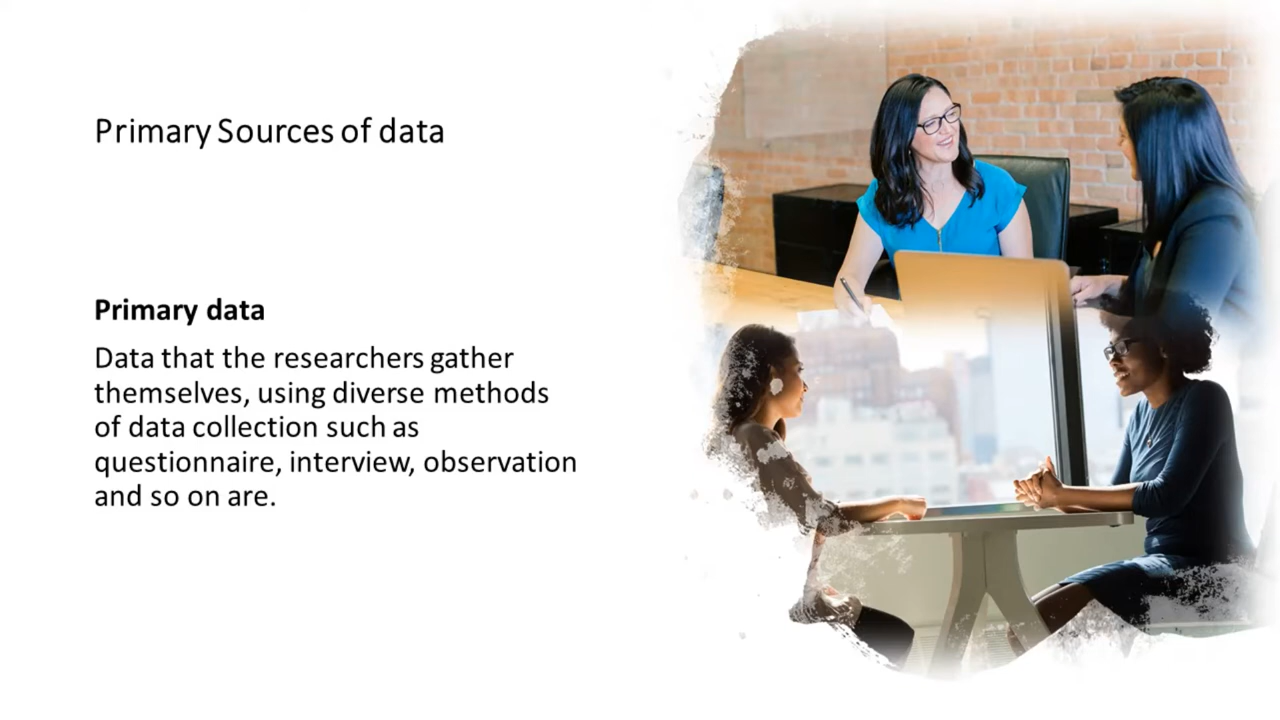 Primary Sources of data
Primary data
Data that the researchers gather
themselves, using diverse methods
of data collection such as
questionnaire, interview, observation
and so on are.